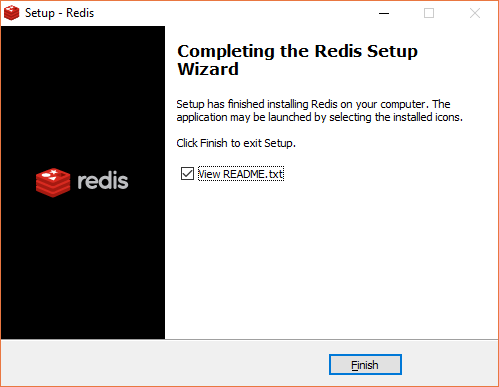 Setup - Redis
Completing the Redis Setup
Wizard
Setup has finished installing Redis on your computer. The
application may be launched by selecting the installed icons.
Click Finish to exit Setup.
View README.txt
redis
Finish